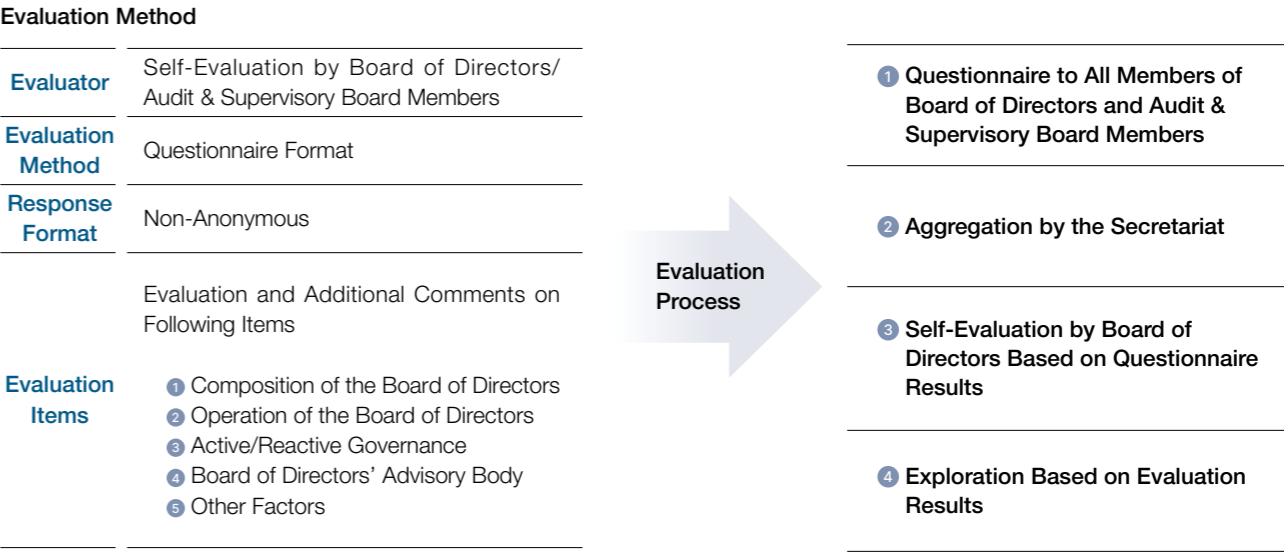 Evaluation Method
Evaluator
Self-Evaluation by Board of Directors/
Audit & Supervisory Board Members
Evaluation
Method
Questionnaire Format
Response
Format
Non-Anonymous
Evaluation
Items
Evaluation and Additional Comments on
Following Items
1 Composition of the Board of Directors
2 Operation of the Board of Directors
3 Active/Reactive Governance
4 Board of Directors’ Advisory Body
5 Other Factors
Evaluation
Process
1 Questionnaire to All Members of
Board of Directors and Audit &
Supervisory Board Members
2 Aggregation by the Secretariat
3 Self-Evaluation by Board of
Directors Based on Questionnaire
Results
4 Exploration Based on Evaluation
Results